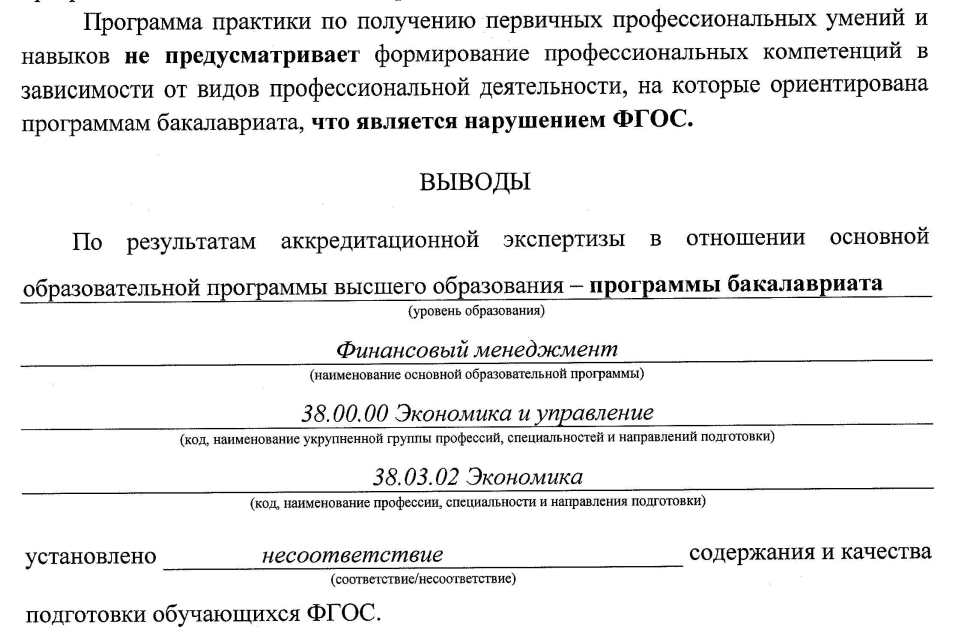 Программа практики по получению первичных профессиональных умений и
навыков не предусматривает формирование профессиональных компетенций в
зависимости от видов профессиональной деятельности, на которые ориентирована
программам бакалавриата, что является нарушением ФГОС.
ВЫВОДЫ
По результатам аккредитационной экспертизы в отношении основной
образовательной программы высшего образования – программы бакалавриата
(уровень образования)
Финансовый менеджмент
(наименование основной образовательной программы)
38.00.00 Экономика и управление
(код, наименование укрупненной группы профессий, специальностей и направлений подготовки)
38.03.02 Экономика
(код, наименование профессии, специальности и направления подготовки)
установлено несоответствие содержания и качества
(соответствие/несоответствие)
подготовки обучающихся ФГОС.